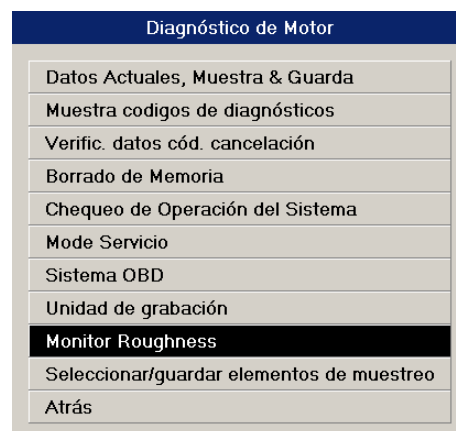 Diagnóstico de Motor
Datos Actuales, Muestra & Guarda
Muestra codigos de diagnósticos
Verific. datos cód. cancelación
Borrado de Memoria
Chequeo de Operación del Sistema
Mode Servicio
Sistema OBD
Unidad de grabación
Monitor Roughness
Seleccionar/guardar elementos de muestreo
Atrás